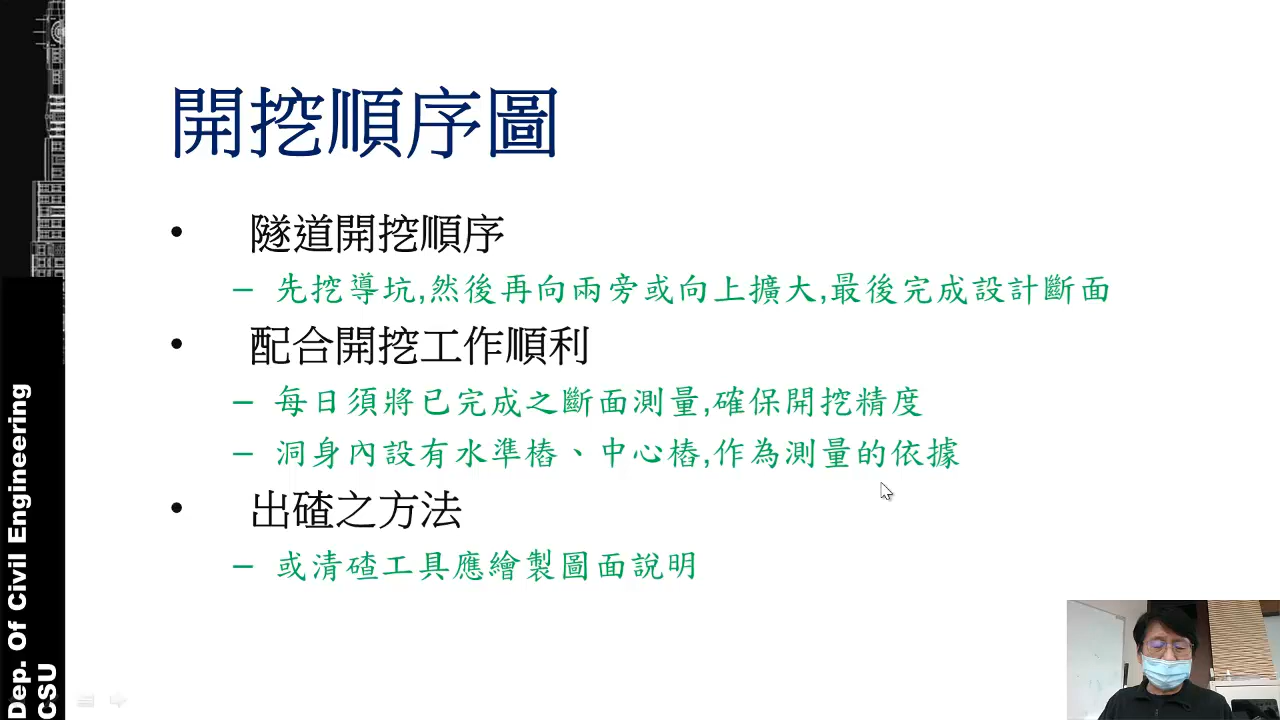 開挖順序圖
• 隧道開挖順序
– 先挖導坑,然後再向兩旁或向上擴大,最後完成設計斷面
• 配合開挖工作順利
– 每日須將已完成之斷面測量,確保開挖精度
– 洞身內設有水準樁、中心樁,作為測量的依據
• 出碴之方法
– 或清碴工具應繪製圖面說明
Dep. Of Civil Engineering
CSU